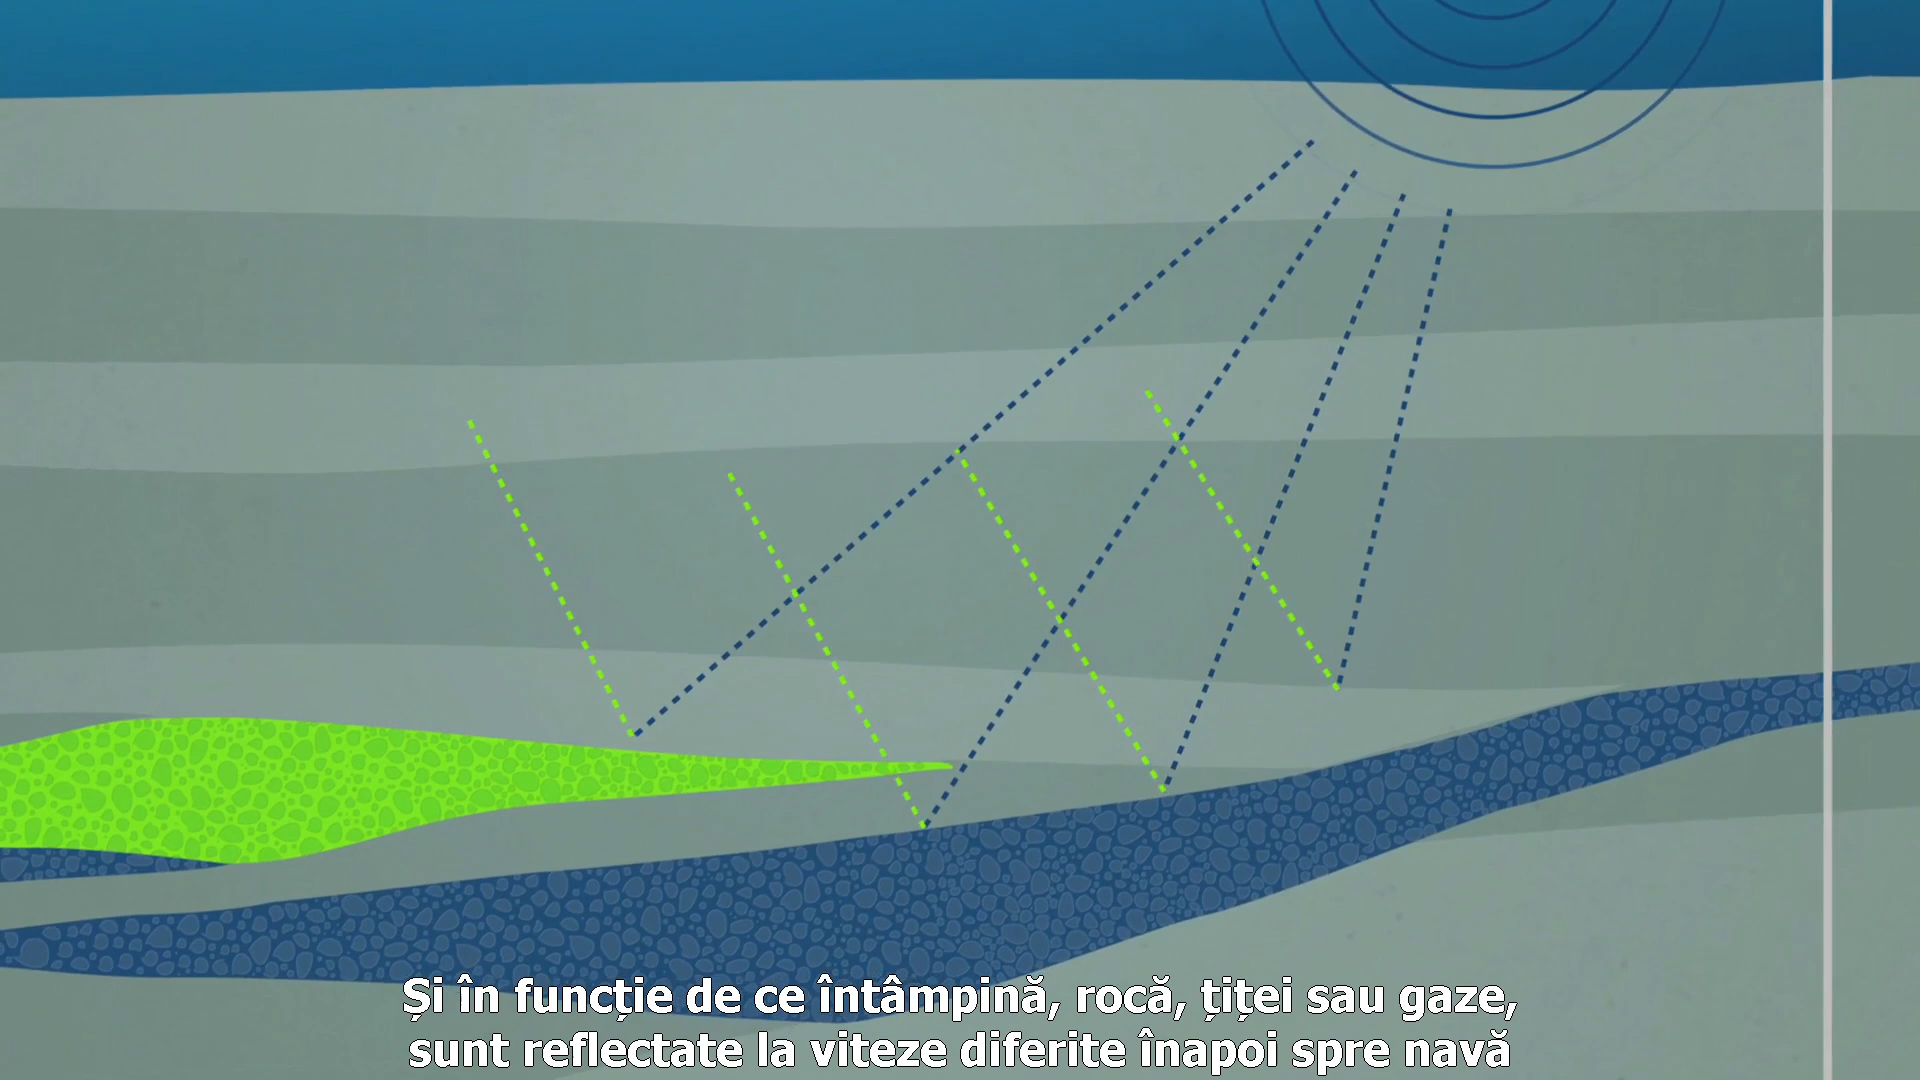 Și în funcție de ce întâmpină, rocă, țiței sau gaze,
sunt reflectate la viteze diferite înapoi spre navă